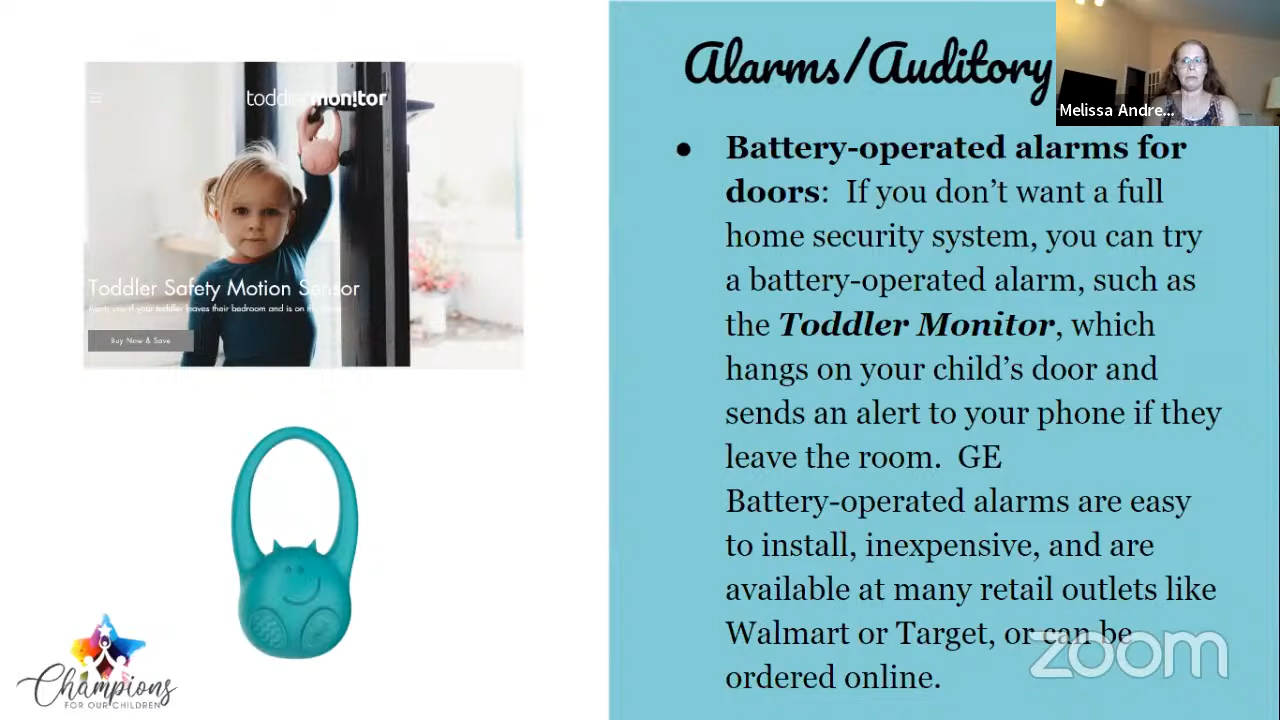 Alarms/Auditory
Melissa Andre...
toddlermon!tor
Toddler Safety Motion Sensor
Buy Now & Save
● Battery-operated alarms for
doors:  If you don’t want a full
home security system, you can try
a battery-operated alarm, such as
the Toddler Monitor, which
hangs on your child’s door and
sends an alert to your phone if they
leave the room.  GE
Battery-operated alarms are easy
to install, inexpensive, and are
available at many retail outlets like
Walmart or Target, or can be
ordered online.
zoom
Champions
FOR OUR CHILDREN